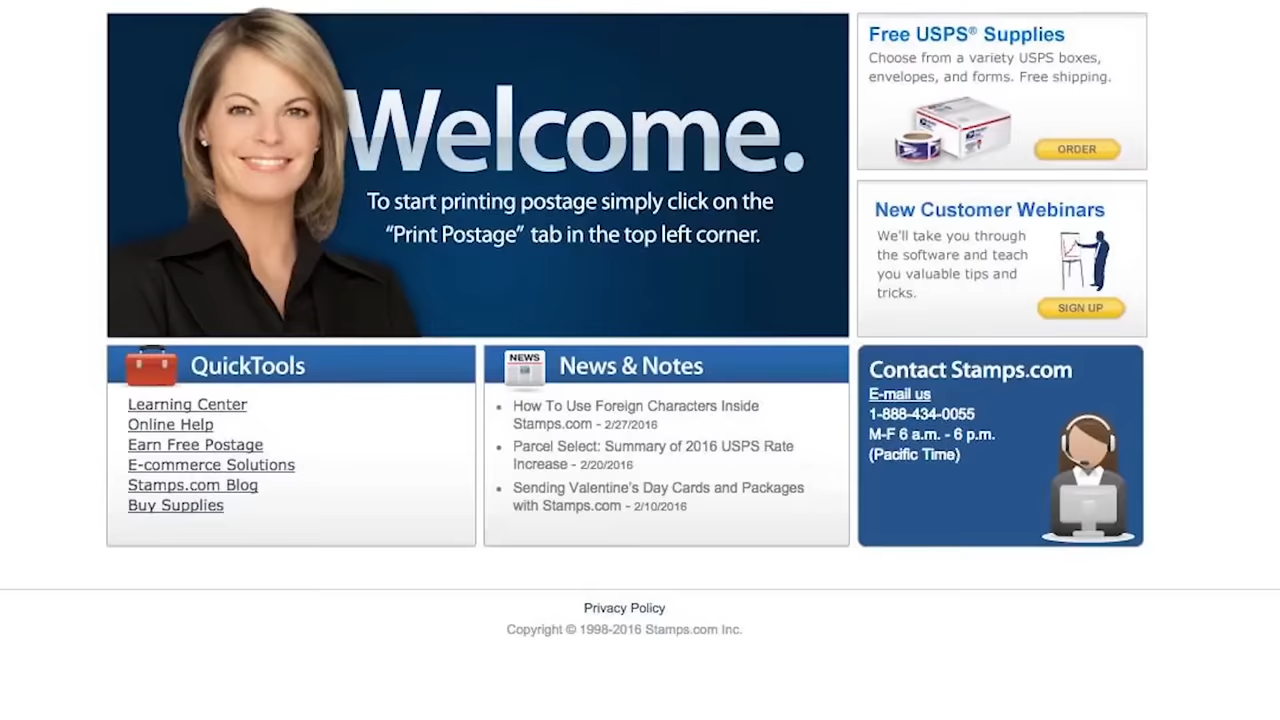 Welcome.
To start printing postage simply click on the
“Print Postage” tab in the top left corner.
Free USPS® Supplies
Choose from a variety USPS boxes,
envelopes, and forms. Free shipping.
ORDER
New Customer Webinars
We'll take you through
the software and teach
you valuable tips and
tricks.
SIGN UP
QuickTools
Learning Center
Online Help
Earn Free Postage
E-commerce Solutions
Stamps.com Blog
Buy Supplies
NEWS
News & Notes
How To Use Foreign Characters Inside
Stamps.com - 2/27/2016
Parcel Select: Summary of 2016 USPS Rate
Increase - 2/20/2016
Sending Valentine's Day Cards and Packages
with Stamps.com - 2/10/2016
Contact Stamps.com
E-mail us
1-888-434-0055
M-F 6 a.m. - 6 p.m.
(Pacific Time)
Privacy Policy
Copyright © 1998-2016 Stamps.com Inc.